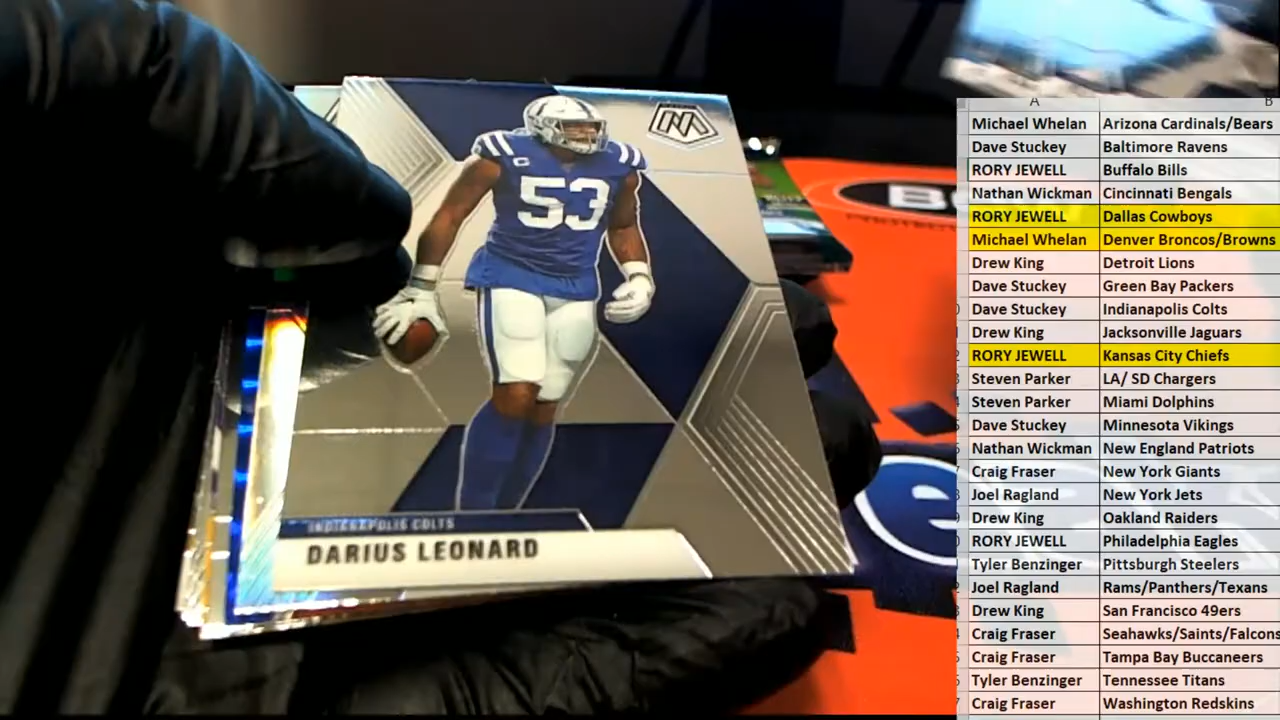 53
C
INDIANAPOLIS COLTS
DARIUS LEONARD
A B
Michael Whelan Arizona Cardinals/Bears
Dave Stuckey Baltimore Ravens
RORY JEWELL Buffalo Bills
Nathan Wickman Cincinnati Bengals
RORY JEWELL Dallas Cowboys
Michael Whelan Denver Broncos/Browns
Drew King Detroit Lions
Dave Stuckey Green Bay Packers
Dave Stuckey Indianapolis Colts
Drew King Jacksonville Jaguars
RORY JEWELL Kansas City Chiefs
Steven Parker LA/ SD Chargers
Steven Parker Miami Dolphins
Dave Stuckey Minnesota Vikings
Nathan Wickman New England Patriots
Craig Fraser New York Giants
Joel Ragland New York Jets
Drew King Oakland Raiders
RORY JEWELL Philadelphia Eagles
Tyler Benzinger Pittsburgh Steelers
Joel Ragland Rams/Panthers/Texans
Drew King San Francisco 49ers
Craig Fraser Seahawks/Saints/Falcons
Craig Fraser Tampa Bay Buccaneers
Tyler Benzinger Tennessee Titans
Craig Fraser Washington Redskins